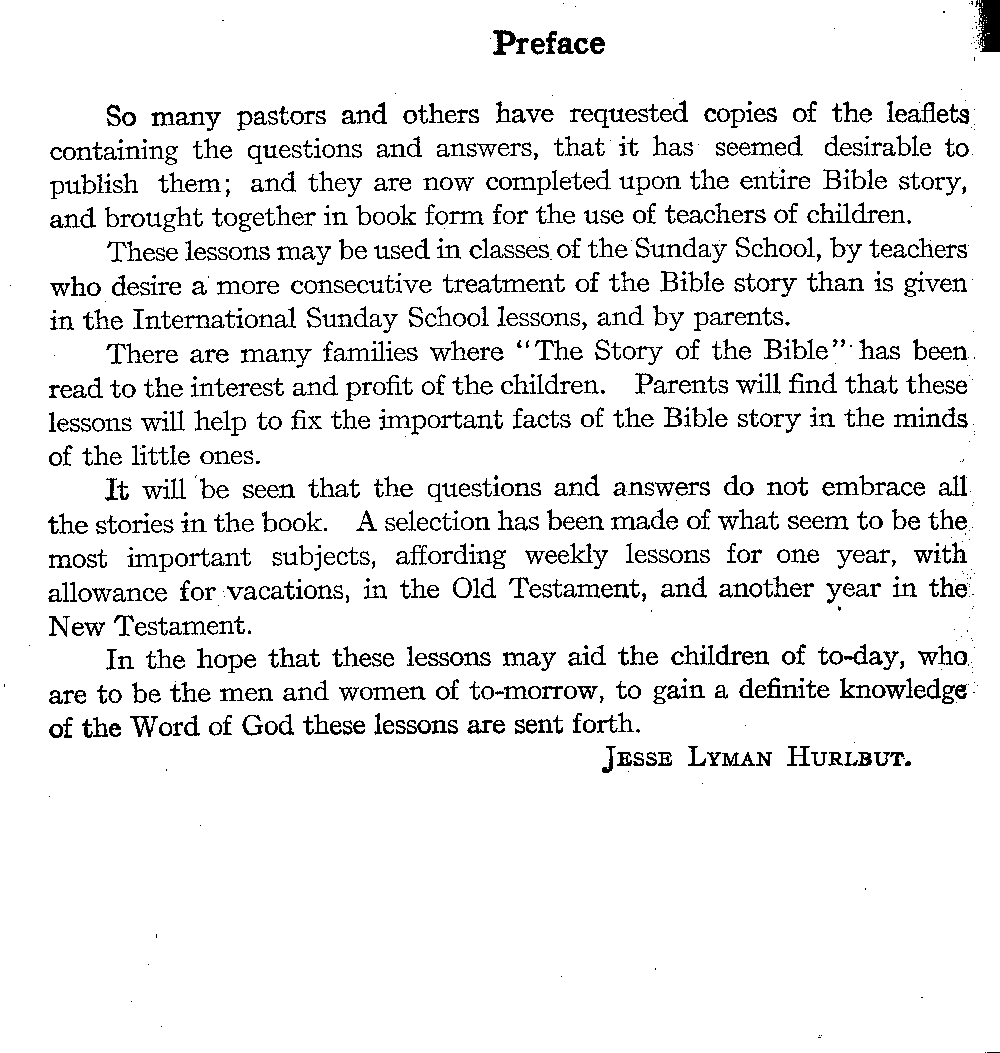 Preface
So many pastors and others have requested copies of the leaflets
containing the questions and answers, that it has seemed desirable to
publish them; and they are now completed upon the entire Bible story,
and brought together in book form for the use of teachers of children.
These lessons may be used in classes of the Sunday School, by teachers
who desire a more consecutive treatment of the Bible story than is given
in the International Sunday School lessons, and by parents.
There are many families where "The Story of the Bible" has been
read to the interest and profit of the children. Parents will find that these
lessons will help to fix the important facts of the Bible story in the minds
of the little ones.
It will be seen that the questions and answers do not embrace all
the stories in the book. A selection has been made of what seem to be the
most important subjects, affording weekly lessons for one year, with
allowance for vacations, in the Old Testament, and another year in the
New Testament.
In the hope that these lessons may aid the children of to-day, who
are to be the men and women of to-morrow, to gain a definite knowledge
of the Word of God these lessons are sent forth.
JESSE LYMAN HURLBUT.